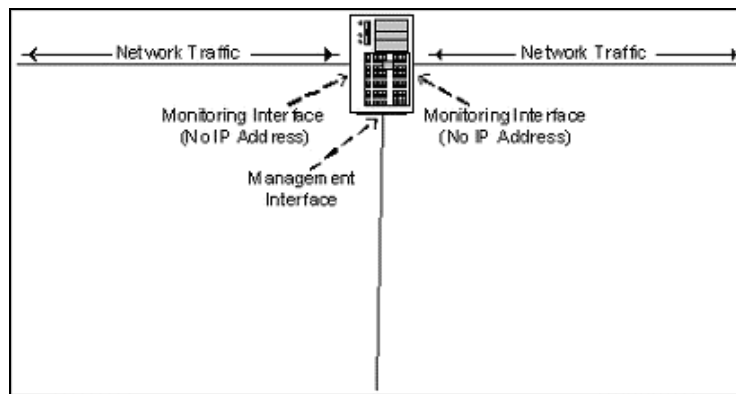 Network Traffic
Network Traffic
Monitoring Interface
(No IP Address)
Monitoring Interface
(No IP Address)
Management
Interface